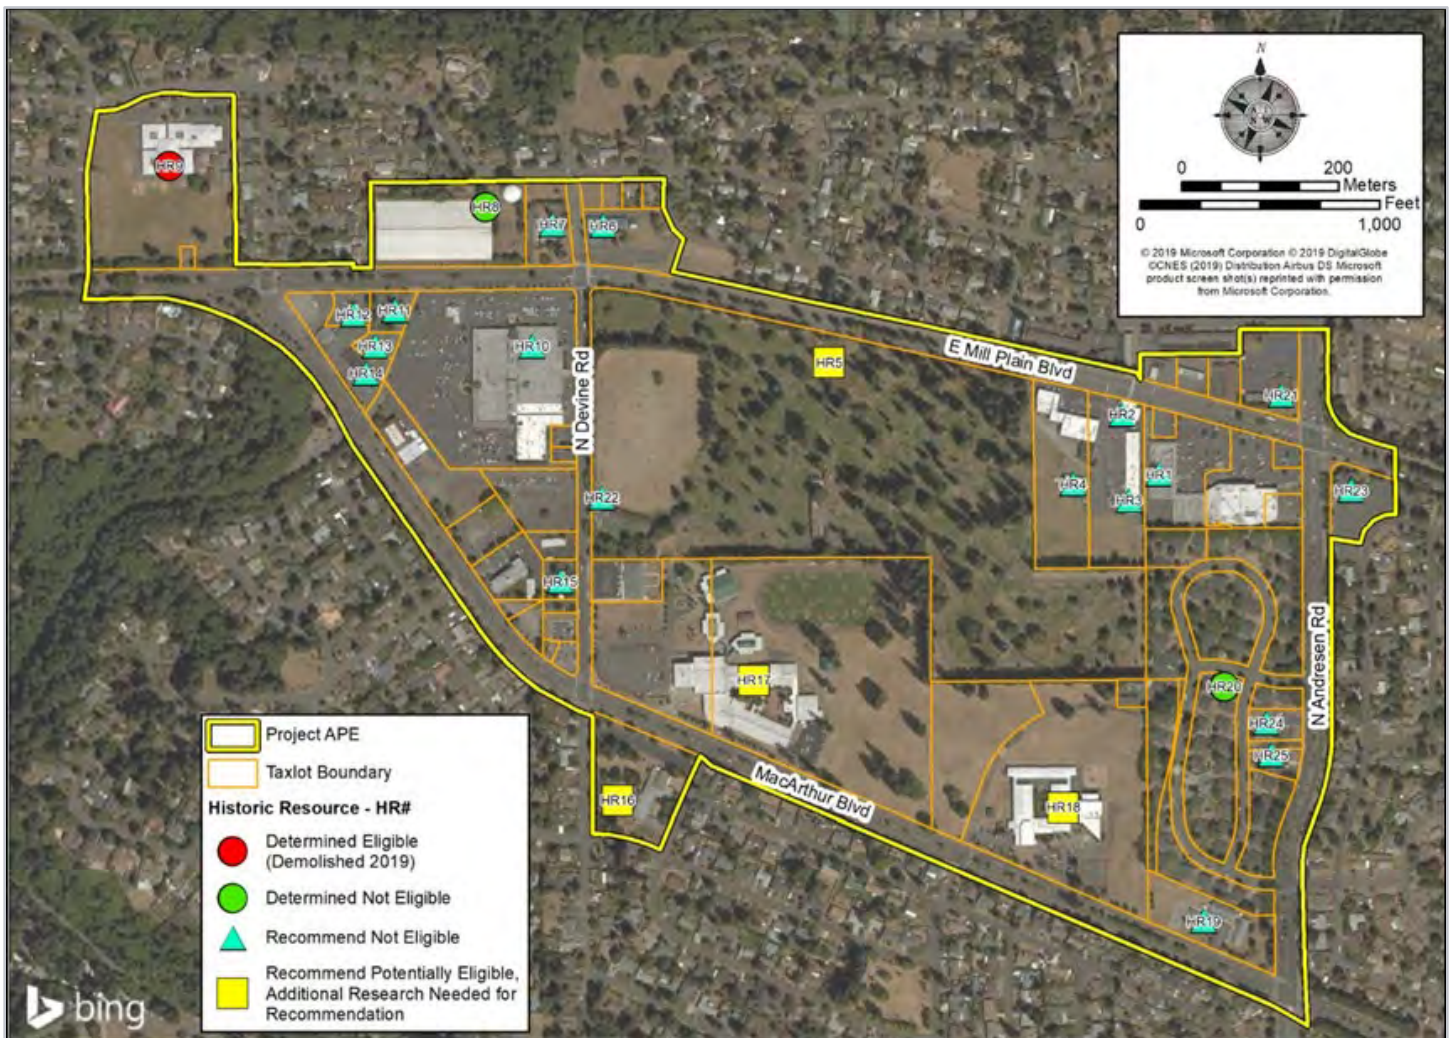 N
0 200
Meters
Feet
0 1,000
© 2019 Microsoft Corporation © 2019 DigitalGlobe
©CNES (2019) Distribution Airbus DS Microsoft
product screen shot(s) reprinted with permission
from Microsoft Corporation.
HR9
HR8
HR7
HR6
HR12
HR11
HR13
HR14
HR10
N Devine Rd
HR5
E Mill Plain Blvd
HR2
HR21
HR4
HR3
HR1
HR23
HR22
HR15
HR17
HR20
HR24
HR25
N Andresen Rd
HR16
MacArthur Blvd
HR18
HR19
Project APE
Taxlot Boundary
Historic Resource - HR#
Determined Eligible
(Demolished 2019)
Determined Not Eligible
Recommend Not Eligible
Recommend Potentially Eligible,
Additional Research Needed for
Recommendation
bing